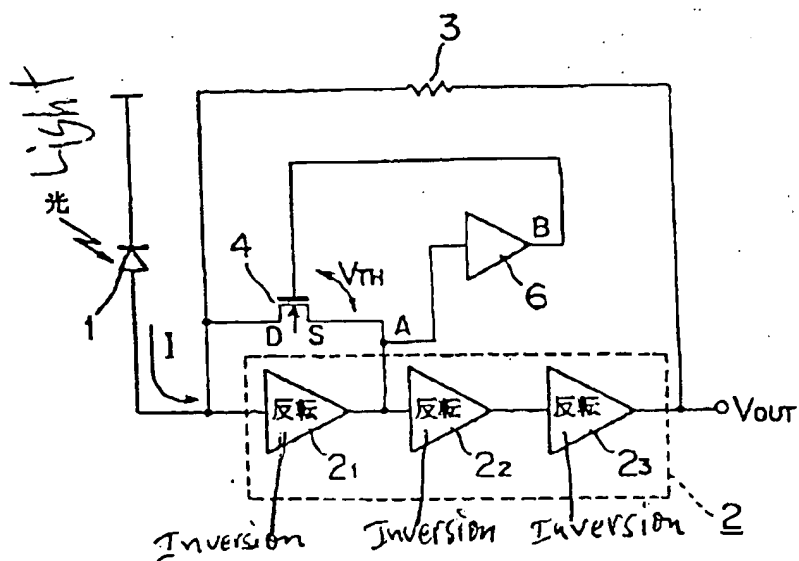 3
Light
光
1
I
4
VTH
D
S
A
B
6
反転
21
反転
22
反転
23
VOUT
2
Inversion
Inversion
Inversion